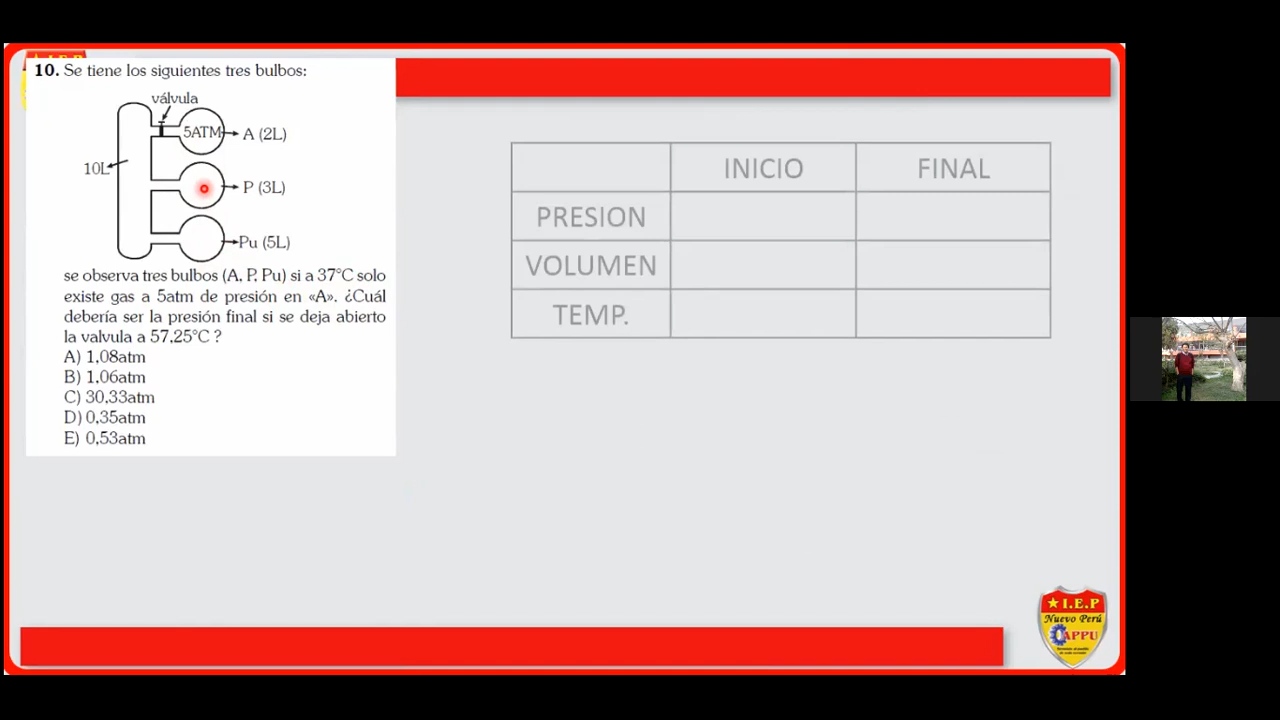 10. Se tiene los siguientes tres bulbos:
válvula
5ATM
A (2L)
10L
P (3L)
Pu (5L)
se observa tres bulbos (A, P, Pu) si a 37°C solo
existe gas a 5atm de presión en «A». ¿Cuál
debería ser la presión final si se deja abierto
la valvula a 57,25°C ?
A) 1,08atm
B) 1,06atm
C) 30,33atm
D) 0,35atm
E) 0,53atm
INICIO FINAL
PRESION
VOLUMEN
TEMP.
I.E.P
Nuevo Perú
APPU